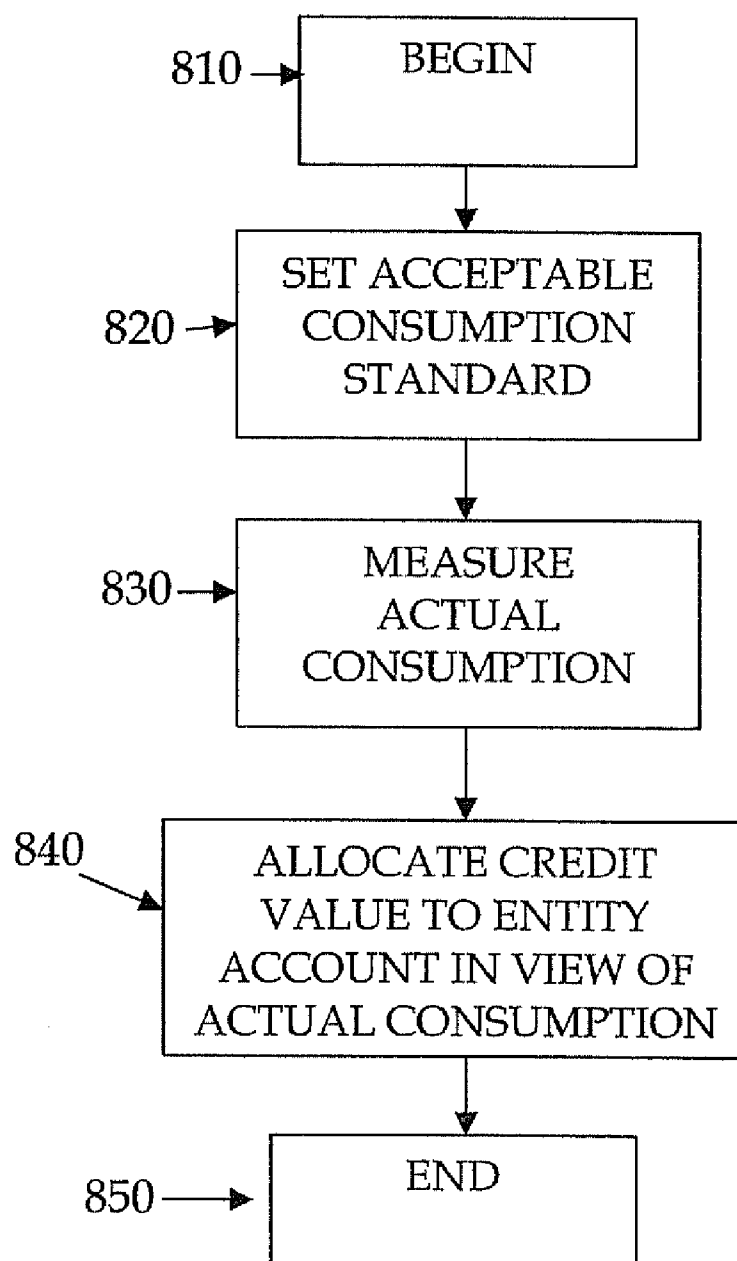 810
BEGIN
820
SET ACCEPTABLE
CONSUMPTION
STANDARD
830
MEASURE
ACTUAL
CONSUMPTION
840
ALLOCATE CREDIT
VALUE TO ENTITY
ACCOUNT IN VIEW OF
ACTUAL CONSUMPTION
850
END